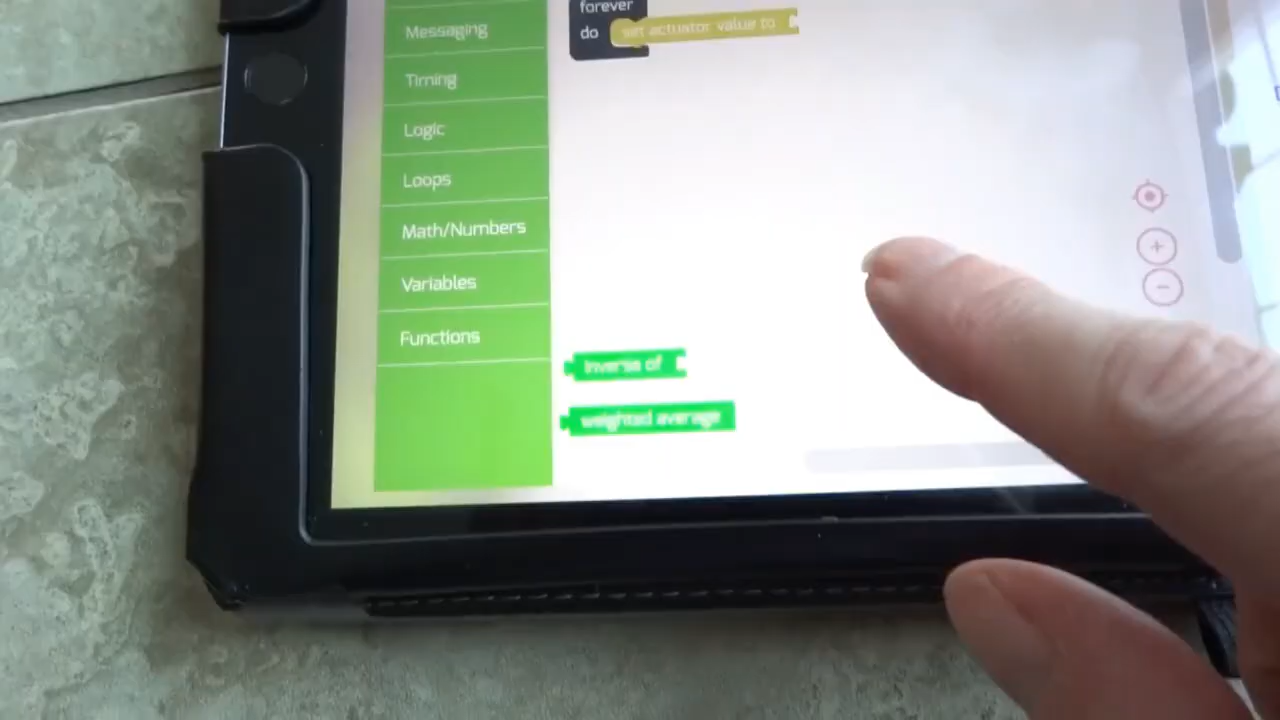 forever
do set actuator value to
Messaging
Timing
Logic
Loops
Math/Numbers
Variables
Functions
inverse of
weighted average